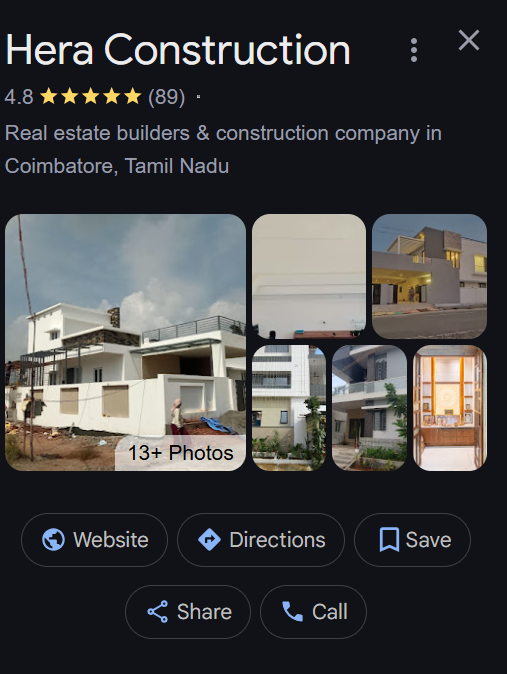 Hera Construction
4.8 ★★★★★ (89) ·
Real estate builders & construction company in
Coimbatore, Tamil Nadu
13+ Photos
Website Directions Save
Share Call